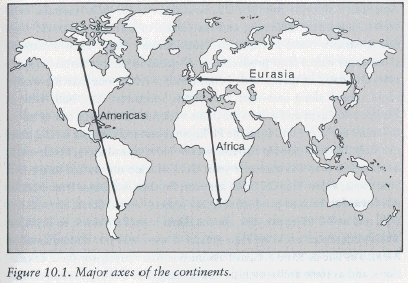 Eurasia
Americas
Africa
Figure 10.1. Major axes of the continents.